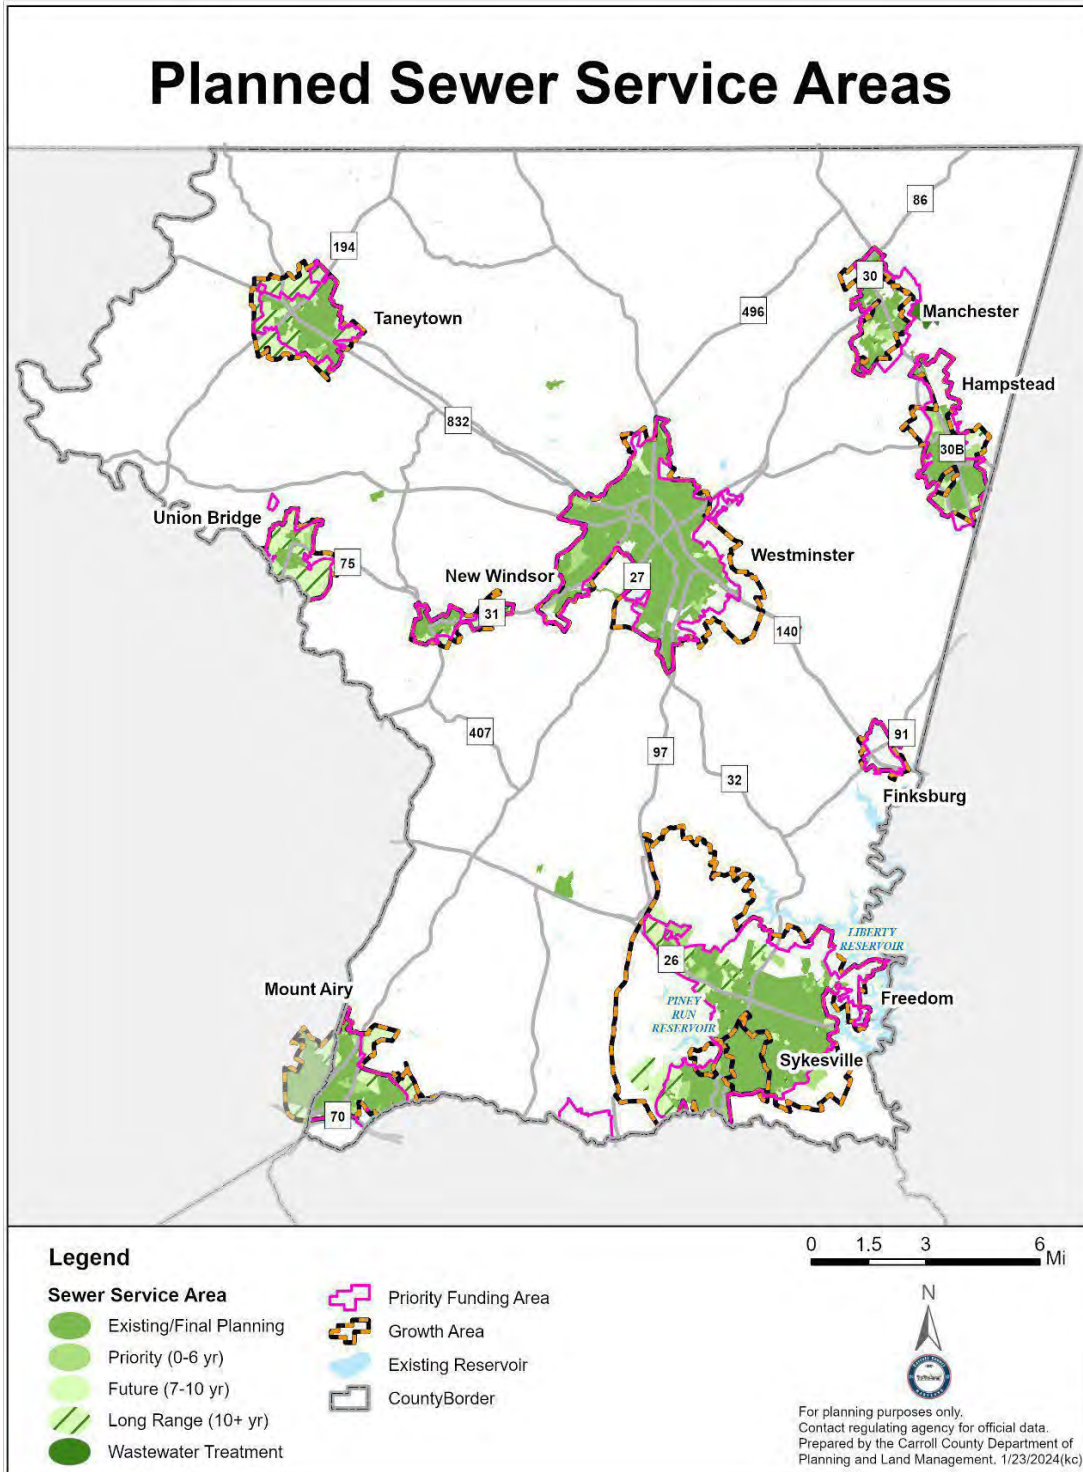 Planned Sewer Service Areas
86
194
30
496
Manchester
Taneytown
Hampstead
832
30B
Union Bridge
Westminster
75
New Windsor
27
31
140
407
97
91
32
Finksburg
LIBERTY
RESERVOIR
26
Mount Airy
Freedom
PINEY
RUN
RESERVOIR
Sykesville
70
Legend
Sewer Service Area
Existing/Final Planning
Priority (0-6 yr)
Future (7-10 yr)
Long Range (10+ yr)
Wastewater Treatment
Priority Funding Area
Growth Area
Existing Reservoir
CountyBorder
0 1.5 3 6
Mi
N
For planning purposes only.
Contact regulating agency for official data.
Prepared by the Carroll County Department of
Planning and Land Management. 1/23/2024(kc)